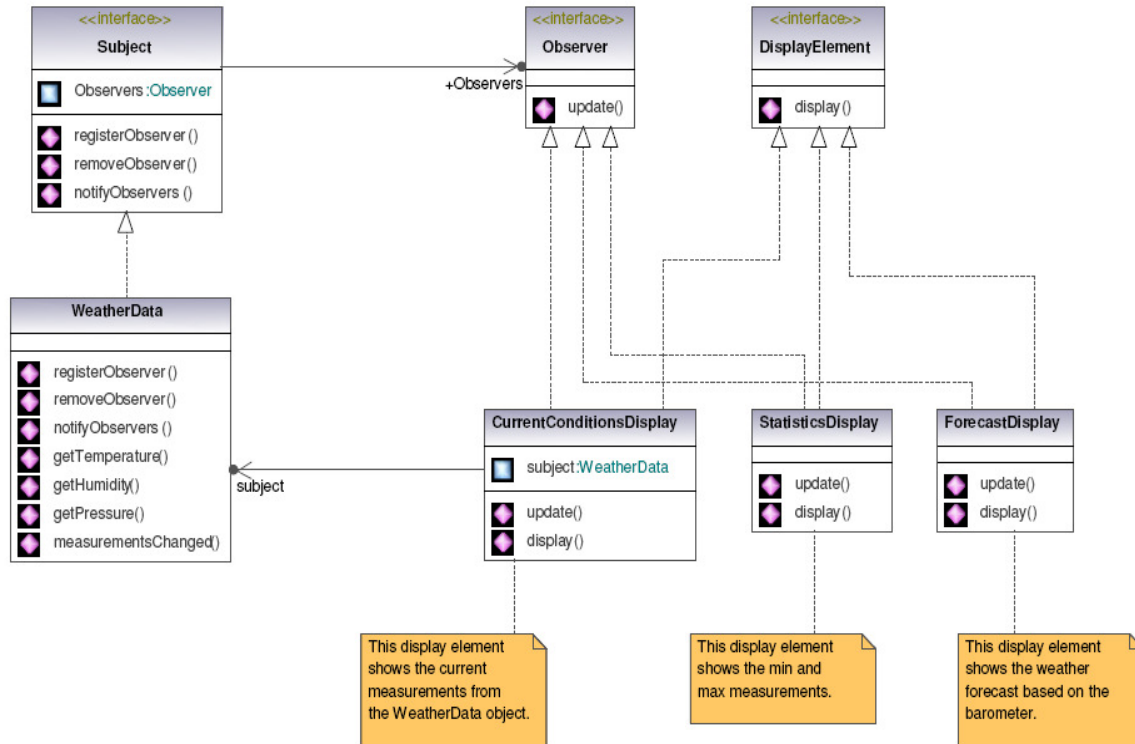 <<interface>>
Subject
Observers:Observer
registerObserver()
removeObserver()
notifyObservers()
+Observers
<<interface>>
Observer
update()
<<interface>>
DisplayElement
display()
WeatherData
registerObserver()
removeObserver()
notifyObservers()
getTemperature()
getHumidity()
getPressure()
measurementsChanged()
subject
CurrentConditionsDisplay
subject:WeatherData
update()
display()
StatisticsDisplay
update()
display()
ForecastDisplay
update()
display()
This display element
shows the current
measurements from
the WeatherData object.
This display element
shows the min and
max measurements.
This display element
shows the weather
forecast based on the
barometer.